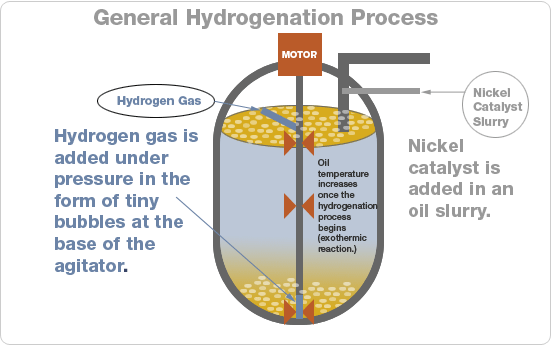 General Hydrogenation Process
MOTOR
Hydrogen Gas
Nickel
Catalyst
Slurry
Hydrogen gas is
added under
pressure in the
form of tiny
bubbles at the
base of the
agitator.
Oil
temperature
increases
once the
hydrogenation
process
begins
(exothermic
reaction.)
Nickel
catalyst is
added in an
oil slurry.